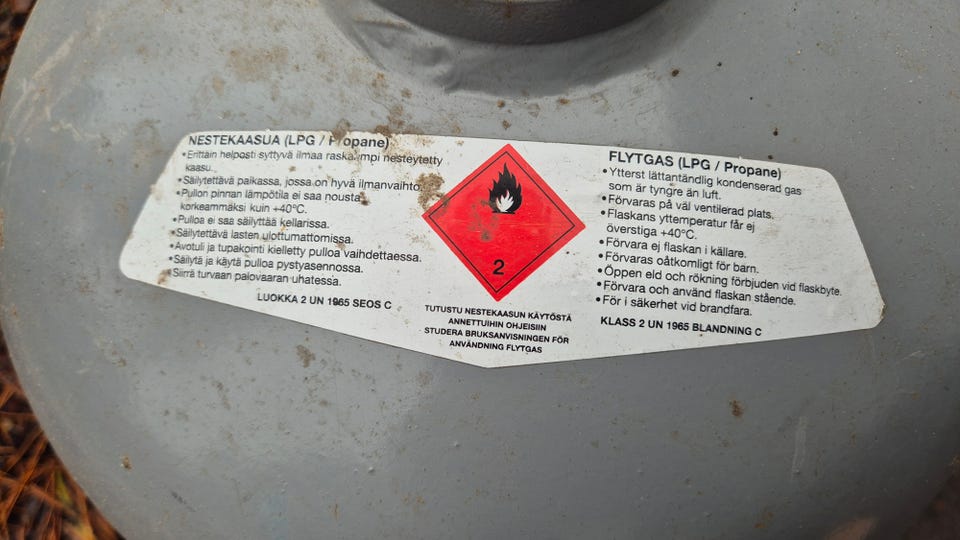 NESTEKAASUA (LPG / Propane)
•Erittäin helposti syttyvä ilmaa raskaampi nesteytetty
kaasu.
•Säilytettävä paikassa, jossa on hyvä ilmanvaihto.
•Pullon pinnan lämpötila ei saa nousta
korkeammäksi kuin +40°C.
•Pulloa ei saa säilyttää kellarissa.
•Säilytettävä lasten ulottumattomissa.
•Avotuli ja tupakointi kielletty pulloa vaihdettaessa.
•Säilytä ja käytä pulloa pystyasennossa.
•Siirrä turvaan palovaaran uhatessa.
LUOKKA 2 UN 1965 SEOS C
2
TUTUSTU NESTEKAASUN KÄYTÖSTÄ
ANNETTUIHIN OHJEISIIN
STUDERA BRUKSANVISNINGEN FÖR
ANVÄNDNING FLYTGAS
FLYTGAS (LPG / Propane)
•Ytterst lättantändlig kondenserad gas
som är tyngre än luft.
•Förvaras på väl ventilerad plats.
•Flaskans yttemperatur får ej
överstiga +40°C.
•Förvara ej flaskan i källare.
•Förvaras oåtkomligt för barn.
•Öppen eld och rökning förbjuden vid flaskbyte.
•Förvara och använd flaskan stående.
•För i säkerhet vid brandfara.
KLASS 2 UN 1965 BLANDNING C